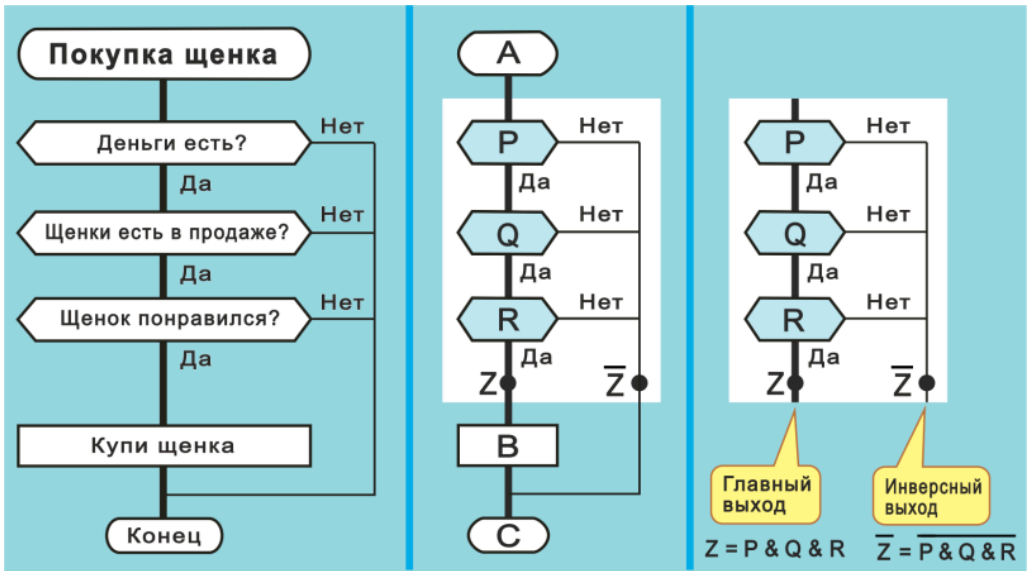 Покупка щенка
Деньги есть?
Нет
Да
Щенки есть в продаже?
Нет
Да
Щенок понравился?
Нет
Да
Купи щенка
Конец
A
P
Нет
Да
Q
Нет
Да
R
Нет
Да
Z
Z̅
B
C
P
Нет
Да
Q
Нет
Да
R
Нет
Да
Z
Z̅
Главный
выход
Инверсный
выход
Z = P & Q & R
Z̅ = P̅ ̅&̅ ̅Q̅ ̅&̅ ̅R̅